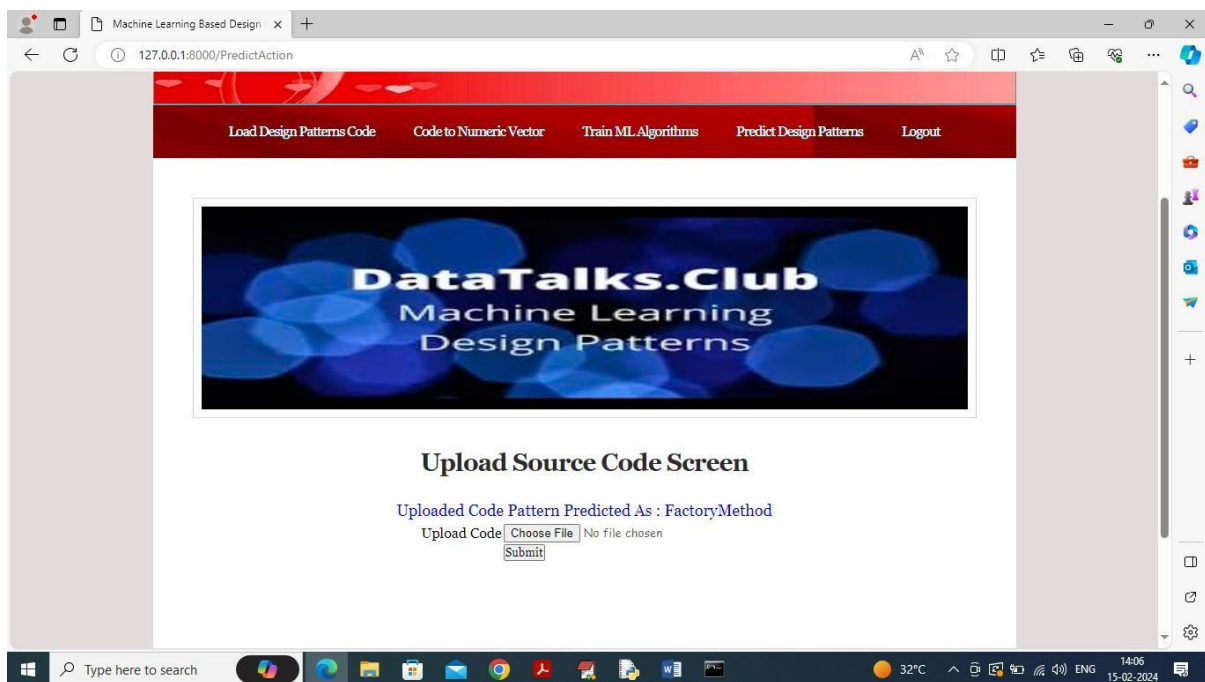 Machine Learning Based Design
127.0.0.1:8000/PredictAction
Load Design Patterns Code Code to Numeric Vector Train ML Algorithms Predict Design Patterns Logout
DataTalks.Club
Machine Learning
Design Patterns
Upload Source Code Screen
Uploaded Code Pattern Predicted As : FactoryMethod
Upload Code Choose File No file chosen
Submit
Type here to search 32°C ENG 14:06
15-02-2024